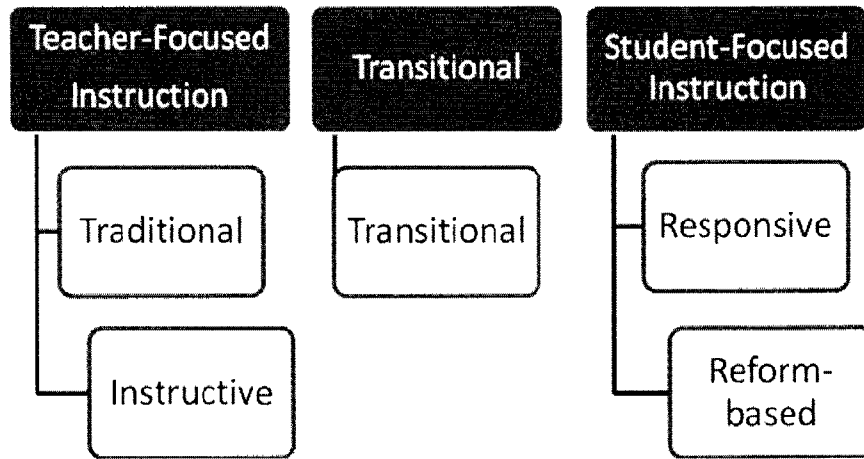 Teacher-Focused
Instruction
Traditional
Instructive
Transitional
Transitional
Student-Focused
Instruction
Responsive
Reform-
based